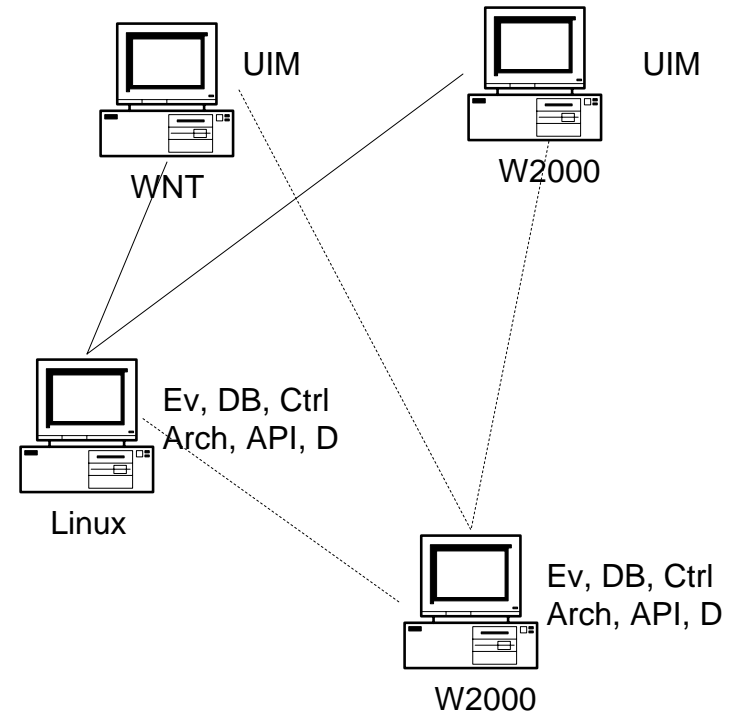 UIM
UIM
WNT
W2000
Ev, DB, Ctrl
Arch, API, D
Linux
Ev, DB, Ctrl
Arch, API, D
W2000